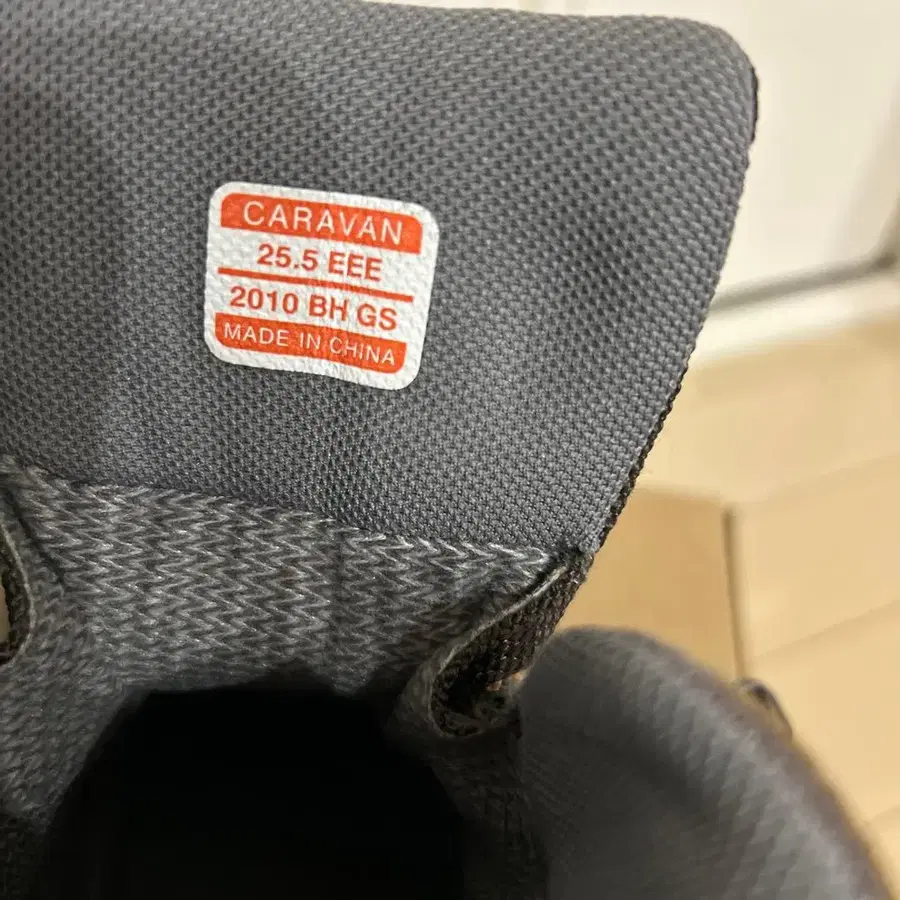 CARAVAN
25.5 EEE
2010 BH GS
MADE IN CHINA